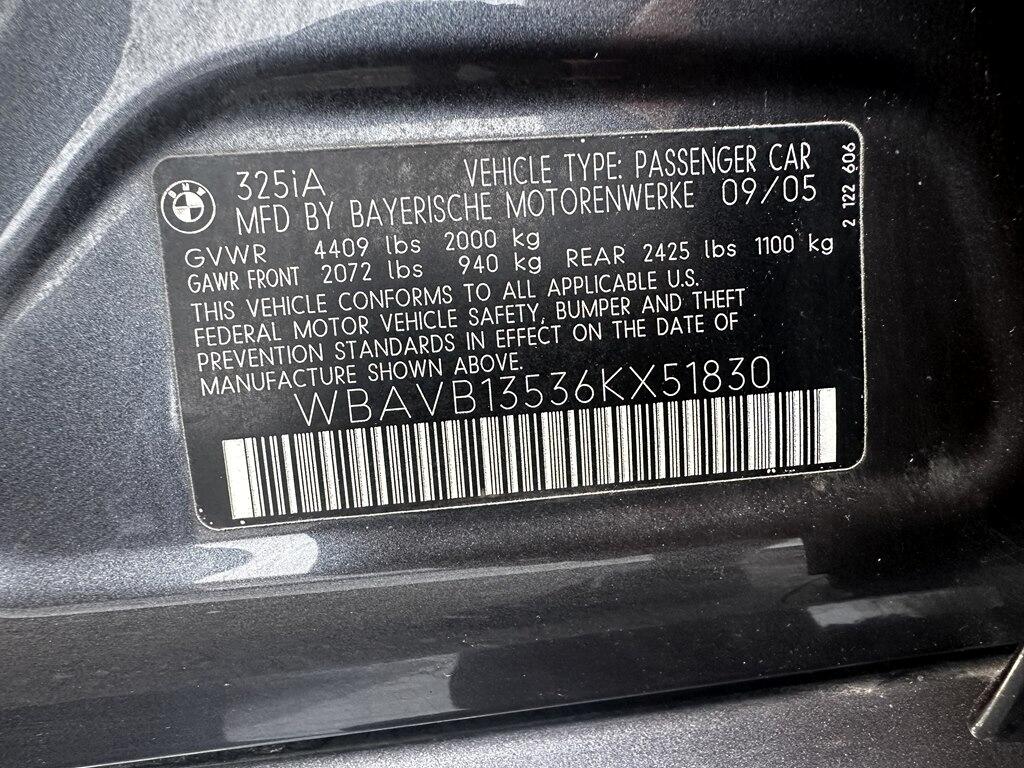 BMW
325iA VEHICLE TYPE: PASSENGER CAR
MFD BY BAYERISCHE MOTORENWERKE 09/05
GVWR 4409 lbs 2000 kg
GAWR FRONT 2072 lbs 940 kg REAR 2425 lbs 1100 kg
THIS VEHICLE CONFORMS TO ALL APPLICABLE U.S.
FEDERAL MOTOR VEHICLE SAFETY, BUMPER AND THEFT
PREVENTION STANDARDS IN EFFECT ON THE DATE OF
MANUFACTURE SHOWN ABOVE.
WBAVB13536KX51830
2 122 606